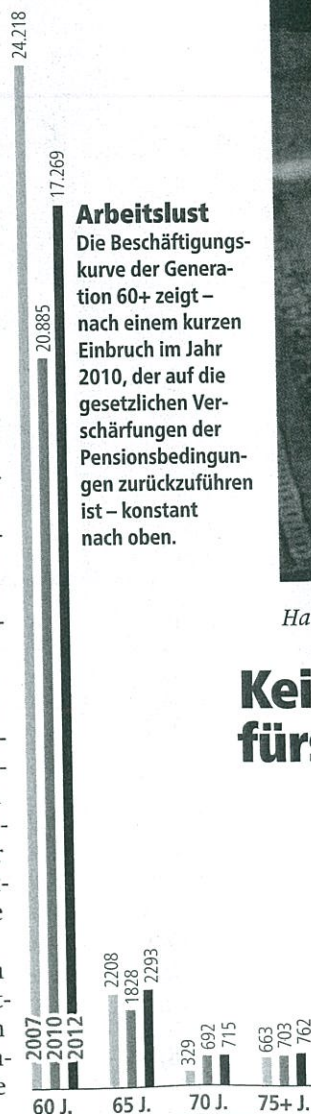 24.218
20.885
17.269
Arbeitslust
Die Beschäftigungs-
kurve der Genera-
tion 60+ zeigt –
nach einem kurzen
Einbruch im Jahr
2010, der auf die
gesetzlichen Ver-
schärfungen der
Pensionsbedingun-
gen zurückzuführen
ist – konstant
nach oben.
Ha
Kei
fürs
2007
2010
2012
2208
1828
2293
329
692
715
663
703
762
60 J.
65 J.
70 J.
75+ J.